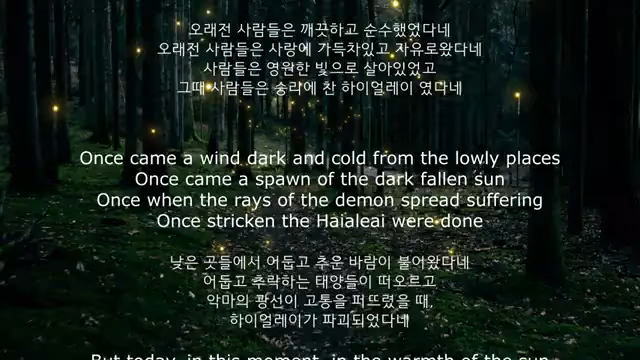 오래전 사람들은 깨끗하고 순수했었다네
오래전 사람들은 사랑에 가득차있고 자유로왔다네
사람들은 영원한 빛으로 살아있었고
그때 사람들은 승리에 찬 하이얼레이 였다네
Once came a wind dark and cold from the lowly places
Once came a spawn of the dark fallen sun
Once when the rays of the demon spread suffering
Once stricken the Haialeai were done
낮은 곳들에서 어둡고 추운 바람이 불어왔다네
어둡고 추락하는 태양들이 떠오르고
악마의 광선이 고통을 퍼뜨렸을 때,
하이얼레이가 파괴되었다네
But today, in this moment, in the warmth of the sun